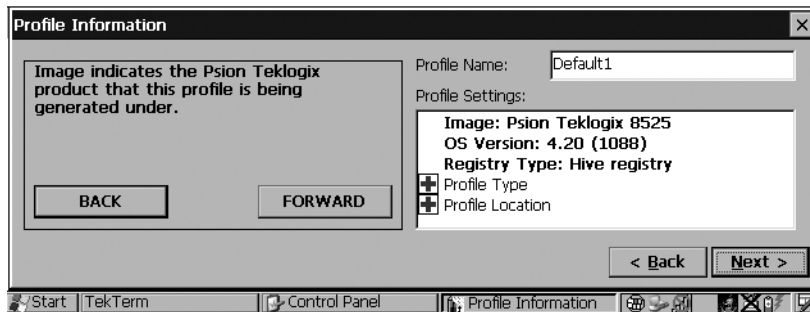 Profile Information
Image indicates the Psion Teklogix
product that this profile is being
generated under.
BACK
FORWARD
Profile Name:
Default1
Profile Settings:
Image: Psion Teklogix 8525
OS Version: 4.20 (1088)
Registry Type: Hive registry
Profile Type
Profile Location
< Back
Next >
Start
TekTerm
Control Panel
Profile Information